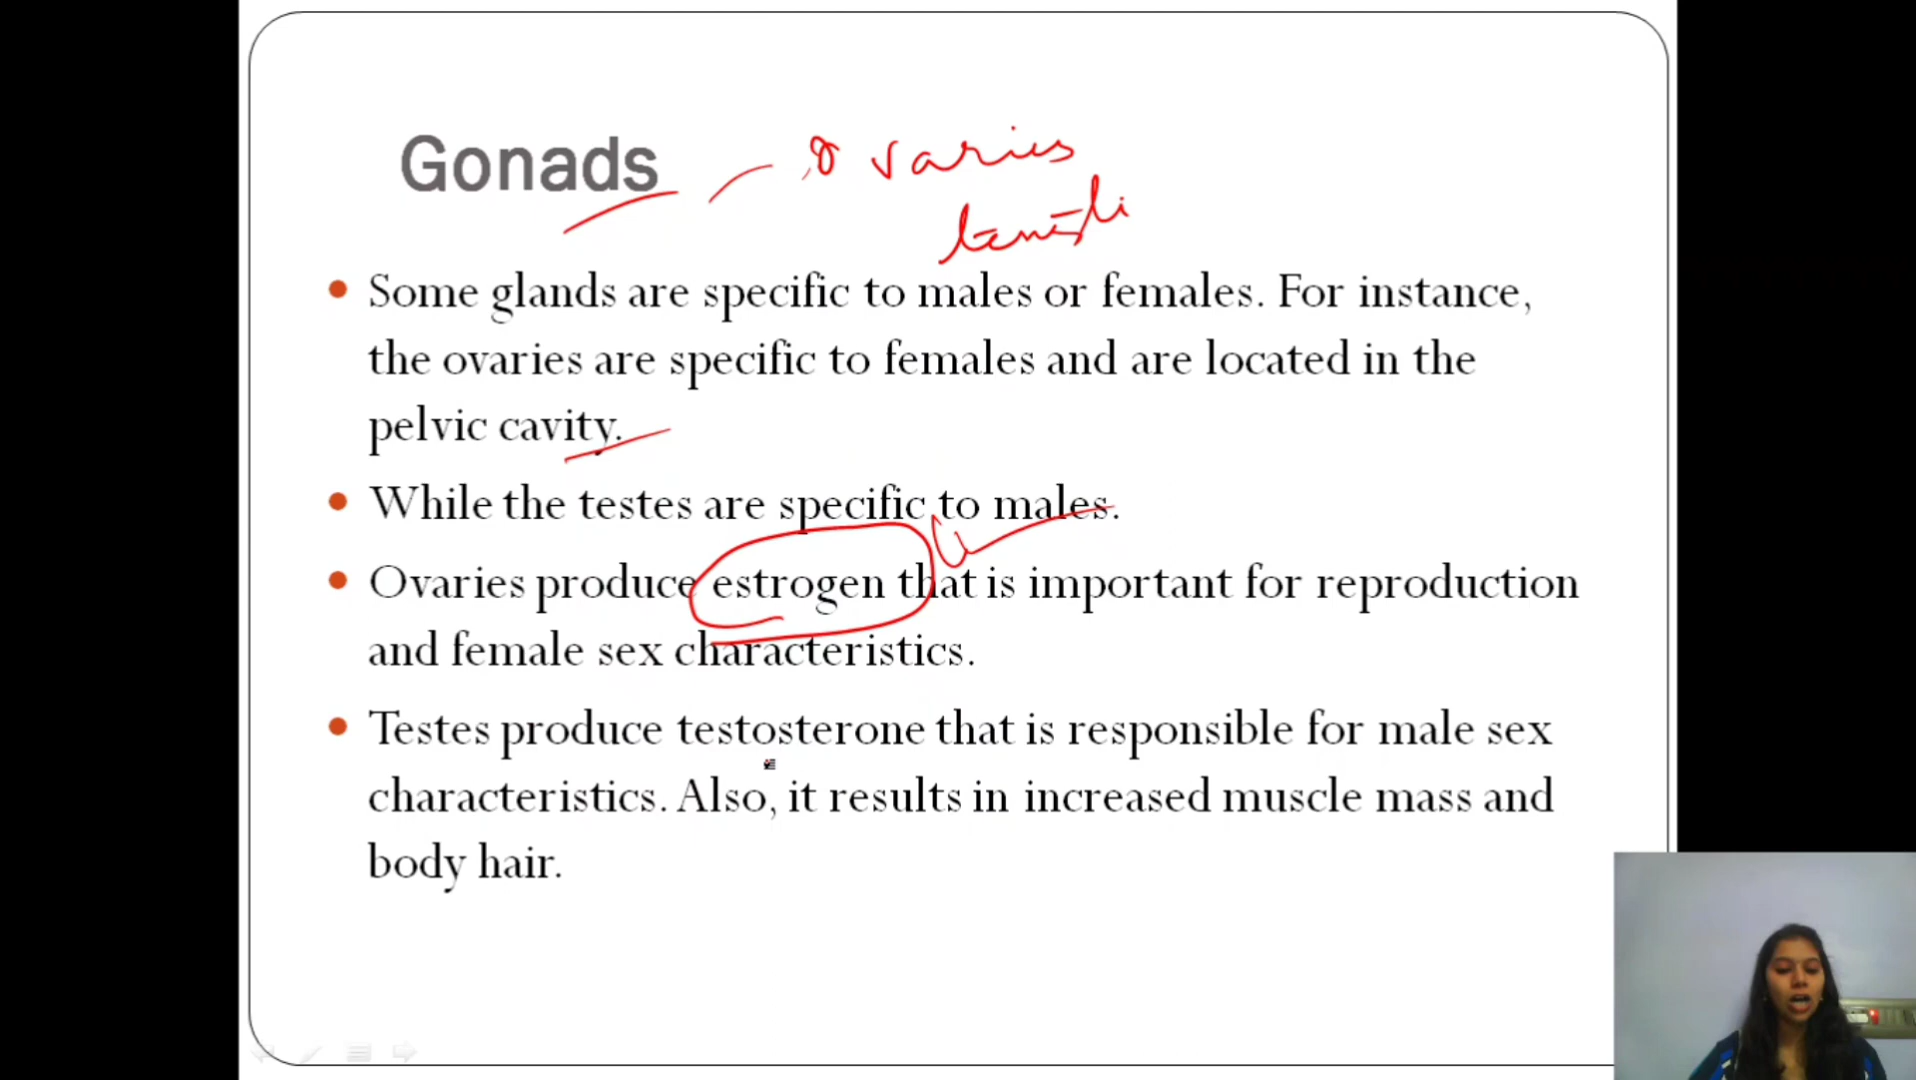 Gonads
ovaries
Some glands are specific to males or females. For instance,
the ovaries are specific to females and are located in the
pelvic cavity.
While the testes are specific to males.
Ovaries produce estrogen that is important for reproduction
and female sex characteristics.
Testes produce testosterone that is responsible for male sex
characteristics. Also, it results in increased muscle mass and
body hair.